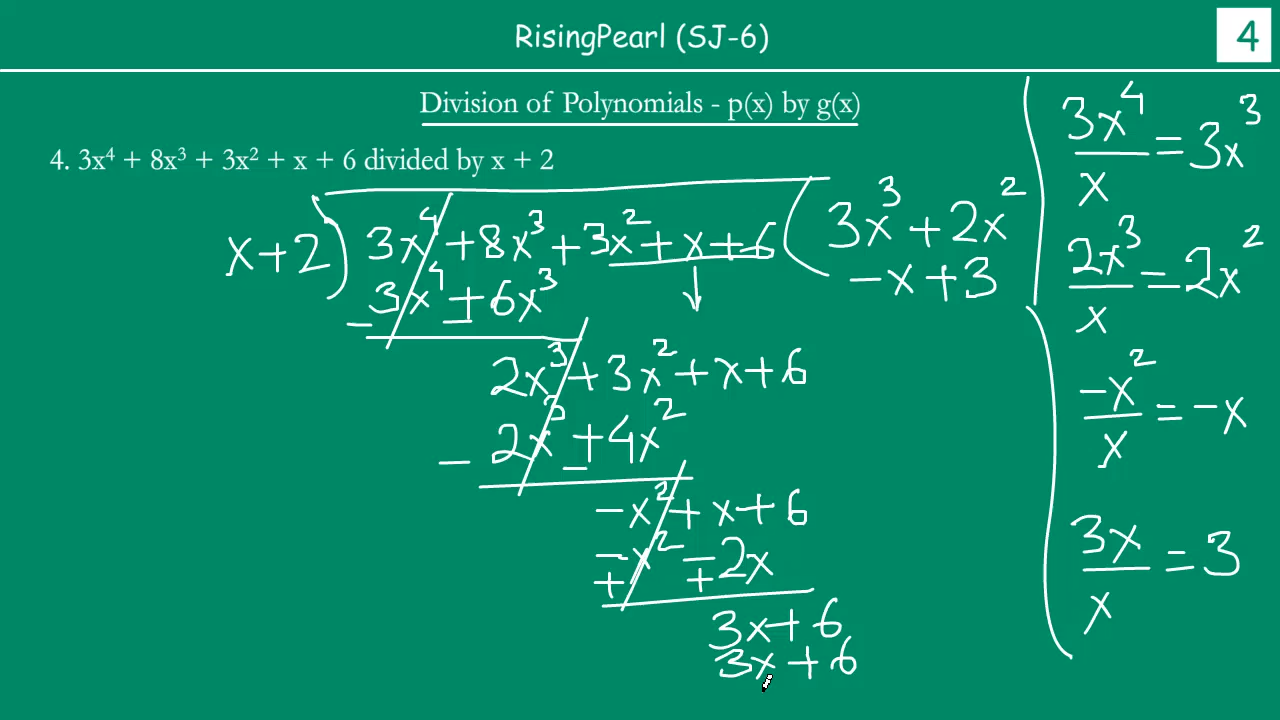 RisingPearl (SJ-6)
4
Division of Polynomials - p(x) by g(x)
4. 3x⁴ + 8x³ + 3x² + x + 6 divided by x + 2
x+2) 3x⁴ +8x³ +3x² + x + 6 ( 3x³ + 2x²
- x + 3
3x⁴ + 6x³
- -
2x³ + 3x² + x + 6
2x³ + 4x²
- -
-x² + x + 6
-x² - 2x
+ +
3x + 6
3x + 6
3x⁴/x = 3x³
2x³/x = 2x²
-x²/x = -x
3x/x = 3